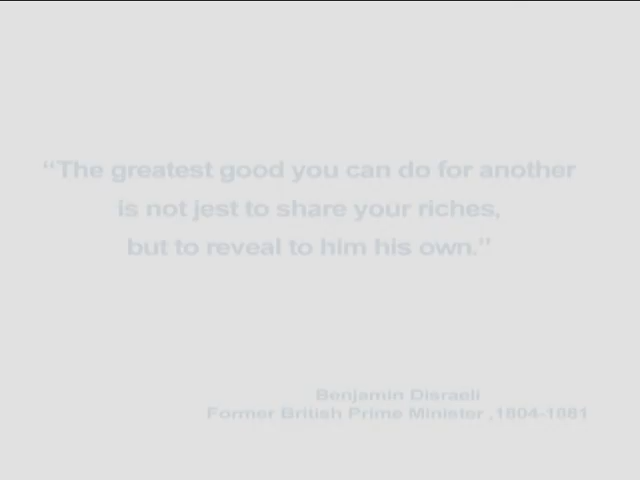 “The greatest good you can do for another
is not jest to share your riches,
but to reveal to him his own.”
Benjamin Disraeli
Former British Prime Minister ,1804-1881